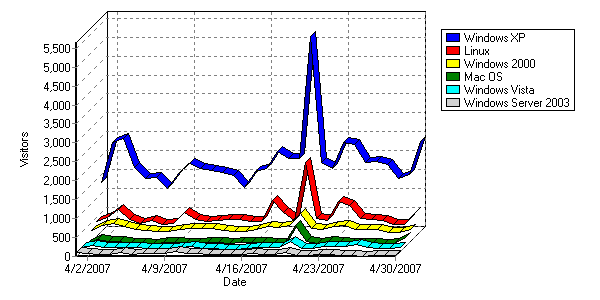 5,500
5,000
4,500
4,000
3,500
3,000
2,500
2,000
1,500
1,000
500
0
Visitors
4/2/2007 4/9/2007 4/16/2007 4/23/2007 4/30/2007
Date
Windows XP
Linux
Windows 2000
Mac OS
Windows Vista
Windows Server 2003